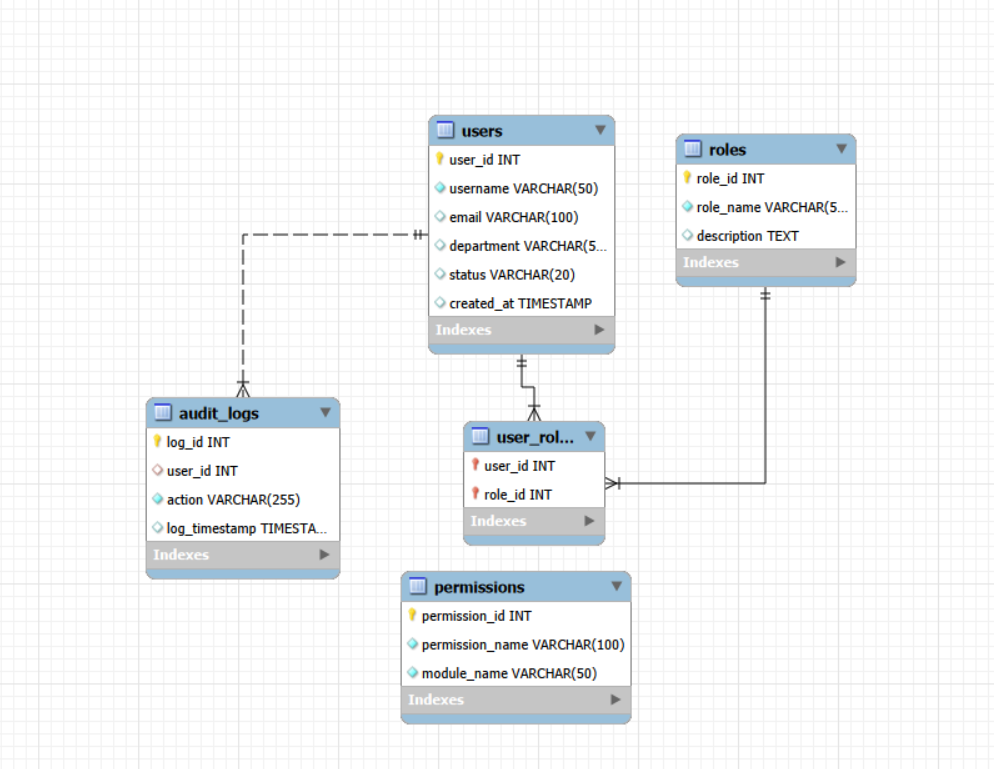 users
user_id INT
username VARCHAR(50)
email VARCHAR(100)
department VARCHAR(5...
status VARCHAR(20)
created_at TIMESTAMP
Indexes
roles
role_id INT
role_name VARCHAR(5...
description TEXT
Indexes
audit_logs
log_id INT
user_id INT
action VARCHAR(255)
log_timestamp TIMESTA...
Indexes
user_rol...
user_id INT
role_id INT
Indexes
permissions
permission_id INT
permission_name VARCHAR(100)
module_name VARCHAR(50)
Indexes